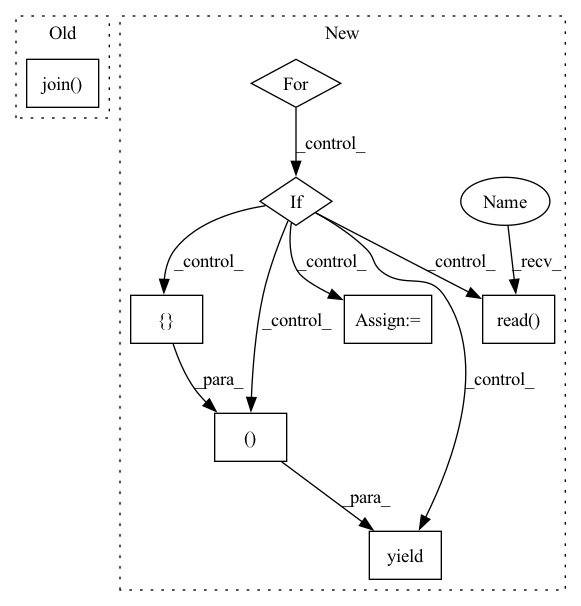 Old
New
join()
For
_control_
If
Name
_control_
_control_
_control_
_recv_
{}
_control_
Assign:=
read()
_control_
_para_
()
_para_
yield